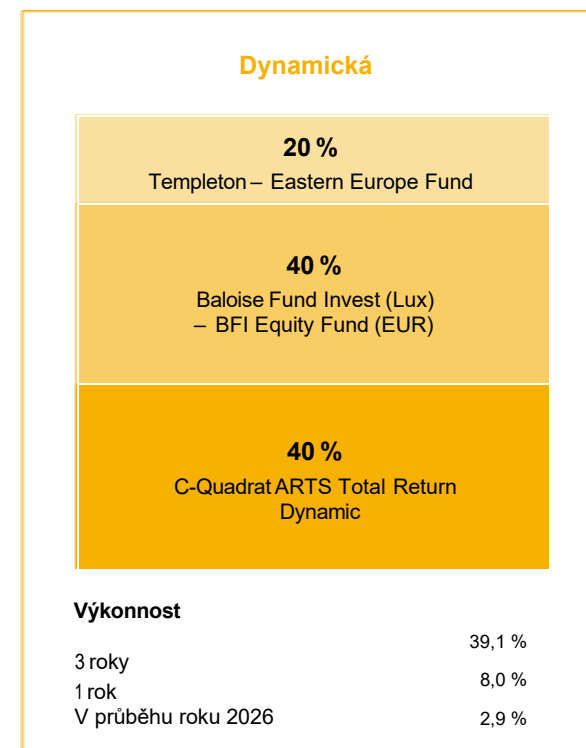 Dynamická
20 %
Templeton – Eastern Europe Fund
40 %
Baloise Fund Invest (Lux)
– BFI Equity Fund (EUR)
40 %
C-Quadrat ARTS Total Return
Dynamic
Výkonnost
3 roky 39,1 %
1 rok 8,0 %
V průběhu roku 2026 2,9 %